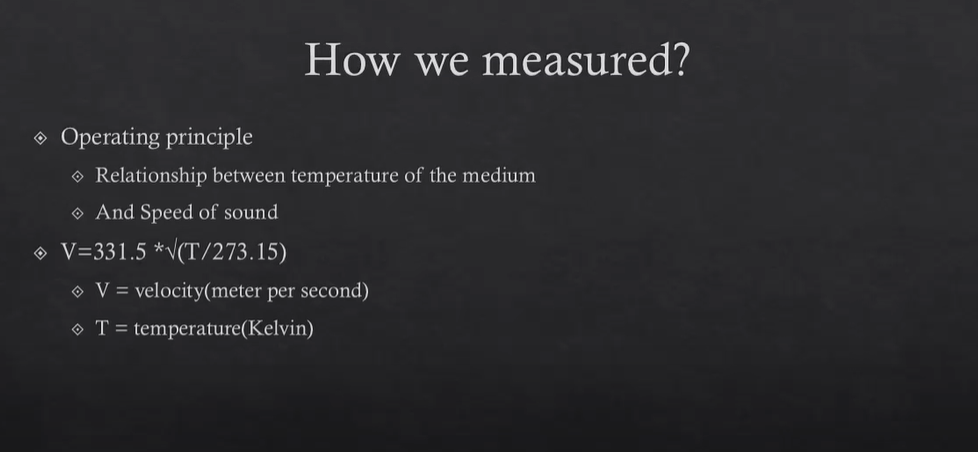 How we measured?
Operating principle
Relationship between temperature of the medium
And Speed of sound
V=331.5 *√(T/273.15)
V = velocity(meter per second)
T = temperature(Kelvin)